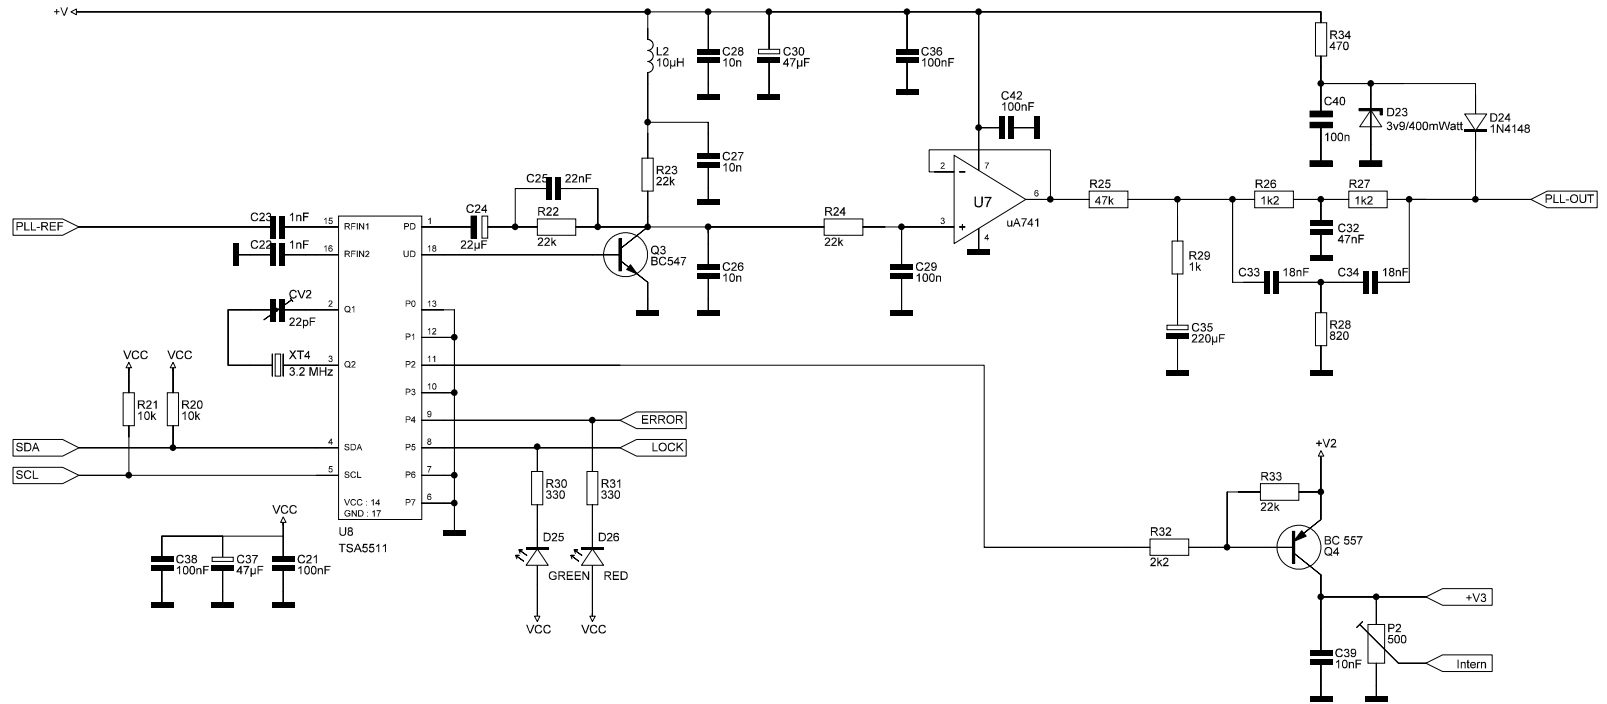 +V
L2
10µH
C28
10n
C30
47µF
C36
100nF
R34
470
C42
100nF
C40
100n
D23
3v9/400mWatt
D24
1N4148
C27
10n
R23
22k
C25
22nF
2
7
6
3
4
U7
uA741
R25
47k
R26
1k2
R27
1k2
PLL-OUT
PLL-REF
C23
1nF
C22
1nF
15
RFIN1
16
RFIN2
PD
1
UD
18
C24
22µF
R22
22k
Q3
BC547
C26
10n
R24
22k
C29
100n
R29
1k
C32
47nF
C33
18nF
C34
18nF
C35
220µF
R28
820
CV2
22pF
2
Q1
XT4
3.2 MHz
3
Q2
P0
13
P1
12
P2
11
P3
10
P4
9
P5
8
P6
7
P7
6
VCC
VCC
R21
10k
R20
10k
SDA
4
SDA
SCL
5
SCL
VCC : 14
GND : 17
U8
TSA5511
ERROR
LOCK
R30
330
R31
330
D25
GREEN
D26
RED
VCC
VCC
VCC
C38
100nF
C37
47µF
C21
100nF
+V2
R33
22k
R32
2k2
BC 557
Q4
+V3
P2
500
C39
10nF
Intern